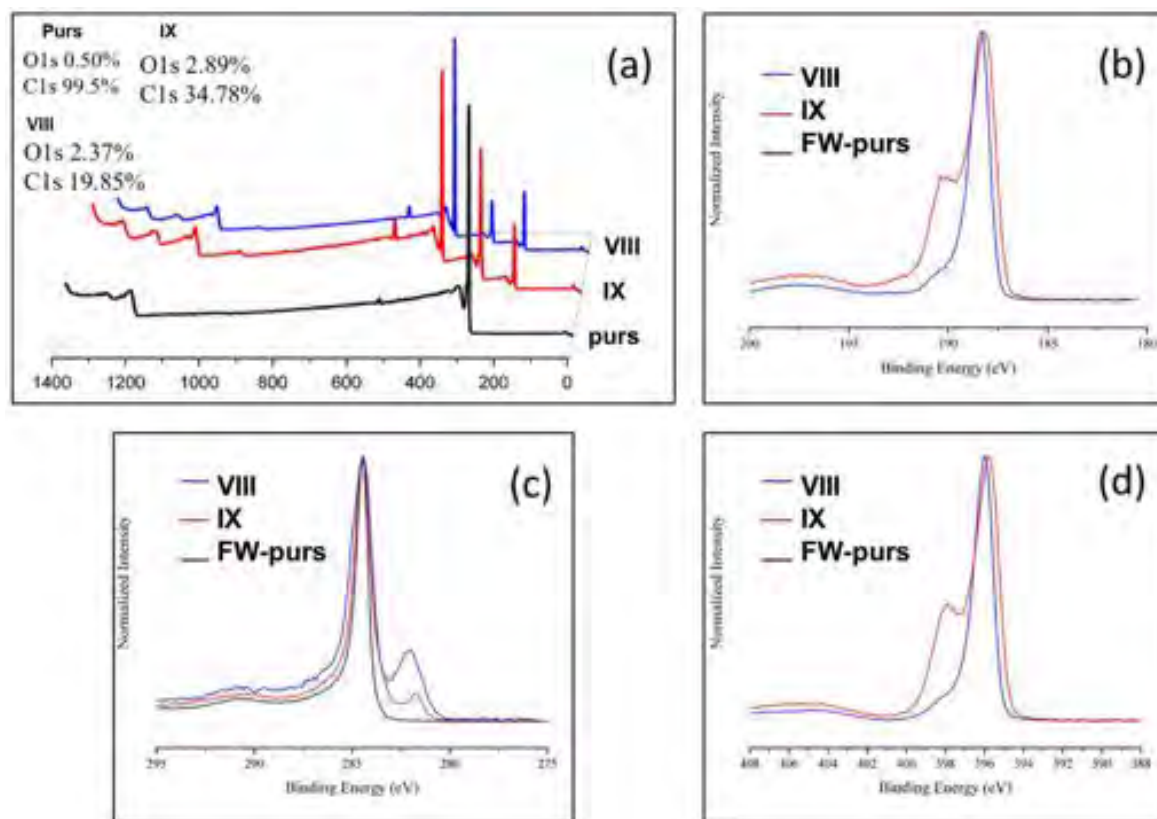 Purs IX
(a)
O1s 0.50% O1s 2.89%
C1s 99.5% C1s 34.78%
VIII
O1s 2.37%
C1s 19.85%
VIII
IX
purs
1400 1200 1000 800 600 400 200 0
(b)
VIII
IX
FW-purs
Normalized Intensity
190 185 180
Binding Energy (eV)
(c)
VIII
IX
FW-purs
Normalized Intensity
295 290 280 275
Binding Energy (eV)
(d)
VIII
IX
FW-purs
Normalized Intensity
408 406 404 402 400 398 396 394 392 390 388
Binding Energy (eV)